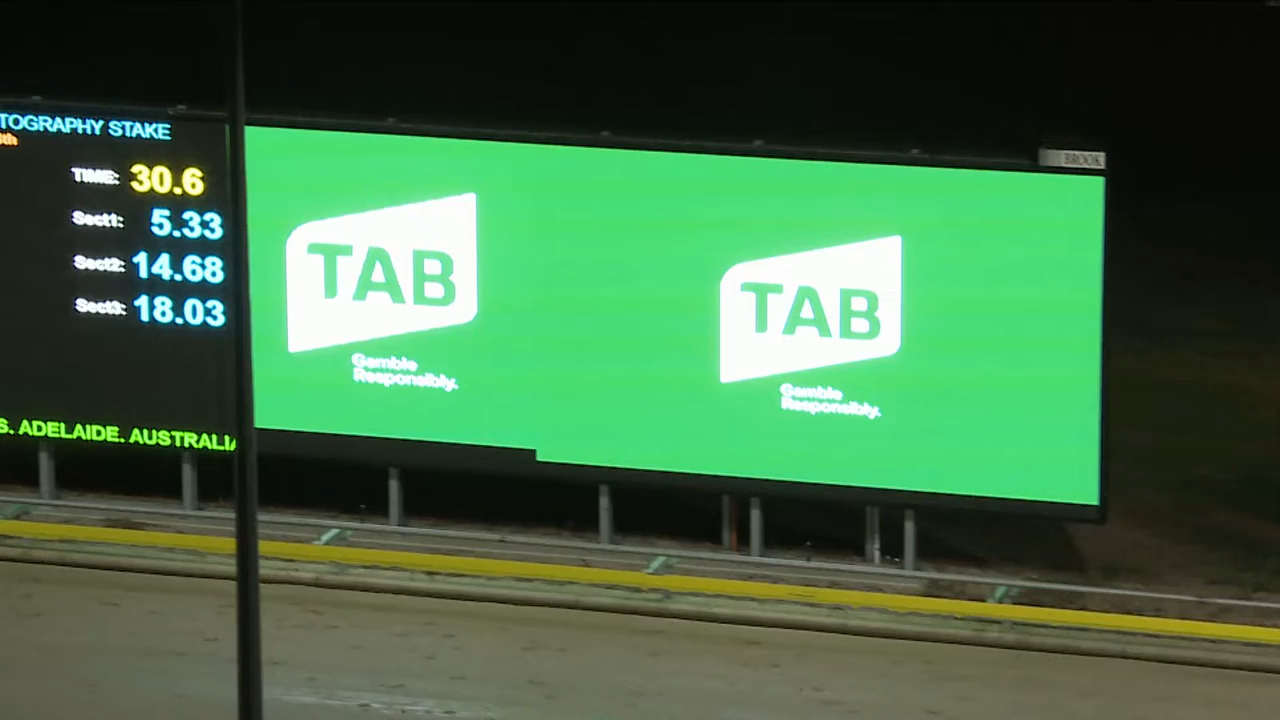 TOGRAPHY STAKE
th
TIME: 30.6
Sect1: 5.33
Sect2: 14.68
Sect3: 18.03
S. ADELAIDE. AUSTRALIA
TAB
Gamble
Responsibly.
TAB
Gamble
Responsibly.
BROOK